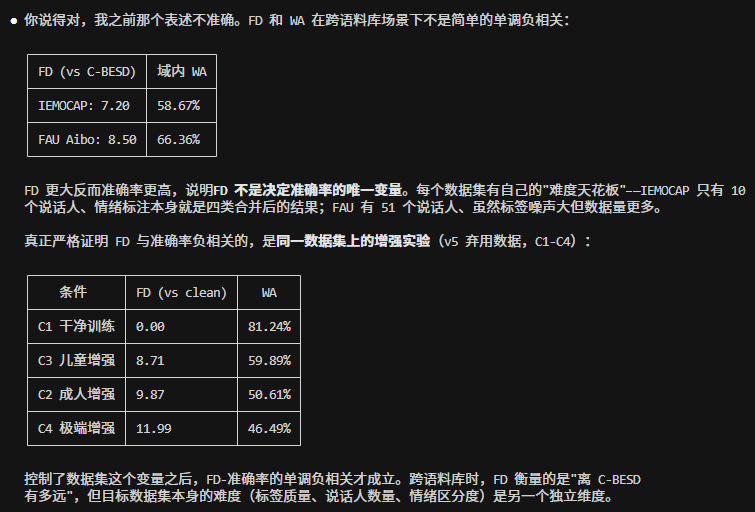 ● 你说得对，我之前那个表述不准确。FD 和 WA 在跨语料库场景下不是简单的单调负相关：
FD (vs C-BESD) 域内 WA
IEMOCAP: 7.20 58.67%
FAU Aibo: 8.50 66.36%
FD 更大反而准确率更高，说明FD 不是决定准确率的唯一变量。每个数据集有自己的"难度天花板"——IEMOCAP 只有 10
个说话人、情绪标注本身就是四类合并后的结果；FAU 有 51 个说话人、虽然标签噪声大但数据量更多。
真正严格证明 FD 与准确率负相关的，是同一数据集上的增强实验（v5 弃用数据，C1-C4）：
条件 FD (vs clean) WA
C1 干净训练 0.00 81.24%
C3 儿童增强 8.71 59.89%
C2 成人增强 9.87 50.61%
C4 极端增强 11.99 46.49%
控制了数据集这个变量之后，FD-准确率的单调负相关才成立。跨语料库时，FD 衡量的是"离 C-BESD
有多远"，但目标数据集本身的难度（标签质量、说话人数量、情绪区分度）是另一个独立维度。